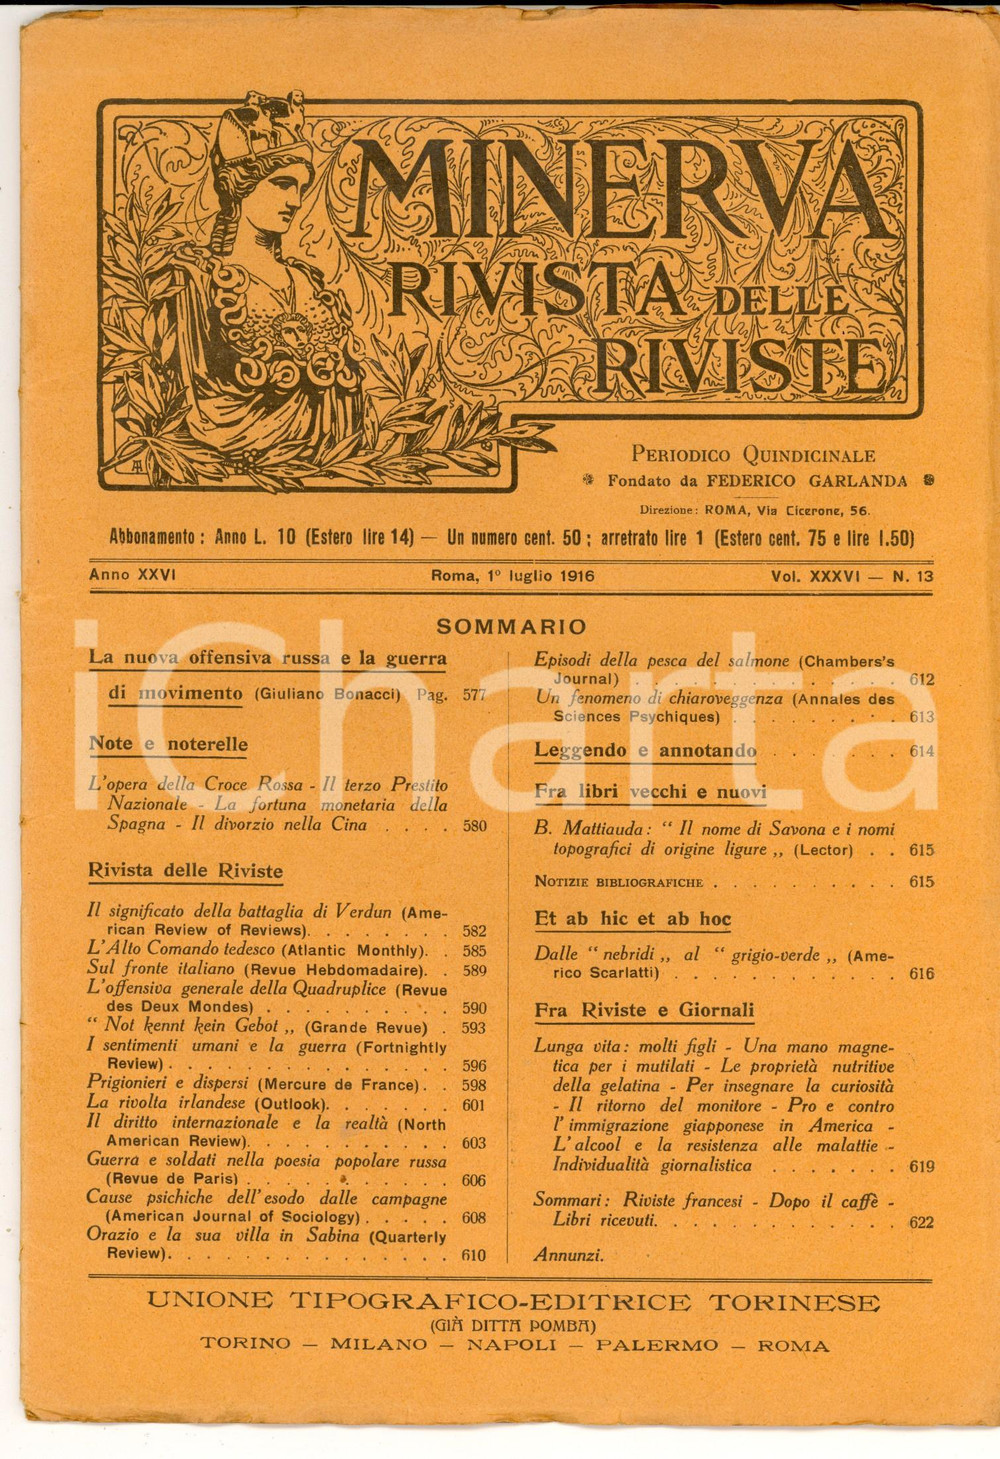 MINERVA
RIVISTA DELLE
RIVISTE
PERIODICO QUINDICINALE
Fondato da FEDERICO GARLANDA
Direzione: ROMA, Via Cicerone, 56.
Abbonamento: Anno L. 10 (Estero lire 14) — Un numero cent. 50; arretrato lire 1 (Estero cent. 75 e lire 1.50)
Anno XXVI Roma, 1° luglio 1916 Vol. XXXVI — N. 13
SOMMARIO
La nuova offensiva russa e la guerra
di movimento (Giuliano Bonacci) Pag. 577
Note e noterelle
L'opera della Croce Rossa - Il terzo Prestito
Nazionale - La fortuna monetaria della
Spagna - Il divorzio nella Cina . . . . 580
Rivista delle Riviste
Il significato della battaglia di Verdun (Ame-
rican Review of Reviews). . . . . . . . 582
L'Alto Comando tedesco (Atlantic Monthly). . 585
Sul fronte italiano (Revue Hebdomadaire). . 589
L'offensiva generale della Quadruplice (Revue
des Deux Mondes) . . . . . . . . . . 590
“ Not kennt kein Gebot „ (Grande Revue) . 593
I sentimenti umani e la guerra (Fortnightly
Review) . . . . . . . . . . . . . . . 596
Prigionieri e dispersi (Mercure de France). . 598
La rivolta irlandese (Outlook). . . . . . . 601
Il diritto internazionale e la realtà (North
American Review). . . . . . . . . . . 603
Guerra e soldati nella poesia popolare russa
(Revue de Paris) . . . . . . . . . . . 606
Cause psichiche dell'esodo dalle campagne
(American Journal of Sociology) . . . . . 608
Orazio e la sua villa in Sabina (Quarterly
Review). . . . . . . . . . . . . . . 610
Episodi della pesca del salmone (Chambers's
Journal) . . . . . . . . . . . . . . . 612
Un fenomeno di chiaroveggenza (Annales des
Sciences Psychiques) . . . . . . . . . 613
Leggendo e annotando . . . . . . . 614
Fra libri vecchi e nuovi
B. Mattiauda: “ Il nome di Savona e i nomi
topografici di origine ligure „ (Lector) . . 615
NOTIZIE BIBLIOGRAFICHE . . . . . . . . . . 615
Et ab hic et ab hoc
Dalle “ nebridi „ al “ grigio-verde „ (Ame-
rico Scarlatti) . . . . . . . . . . . . 616
Fra Riviste e Giornali
Lunga vita: molti figli - Una mano magne-
tica per i mutilati - Le proprietà nutritive
della gelatina - Per insegnare la curiosità
- Il ritorno del monitore - Pro e contro
l'immigrazione giapponese in America -
L'alcool e la resistenza alle malattie -
Individualità giornalistica . . . . . . . 619
Sommari: Riviste francesi - Dopo il caffè -
Libri ricevuti. . . . . . . . . . . . . 622
Annunzi.
UNIONE TIPOGRAFICO-EDITRICE TORINESE
(GIÀ DITTA POMBA)
TORINO — MILANO — NAPOLI — PALERMO — ROMA
iCharta